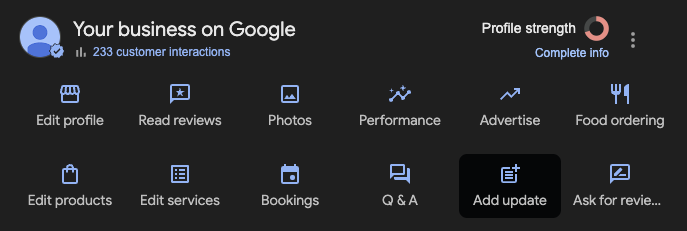 Your business on Google
233 customer interactions
Profile strength
Complete info
Edit profile
Read reviews
Photos
Performance
Advertise
Food ordering
Edit products
Edit services
Bookings
Q & A
Add update
Ask for revie...